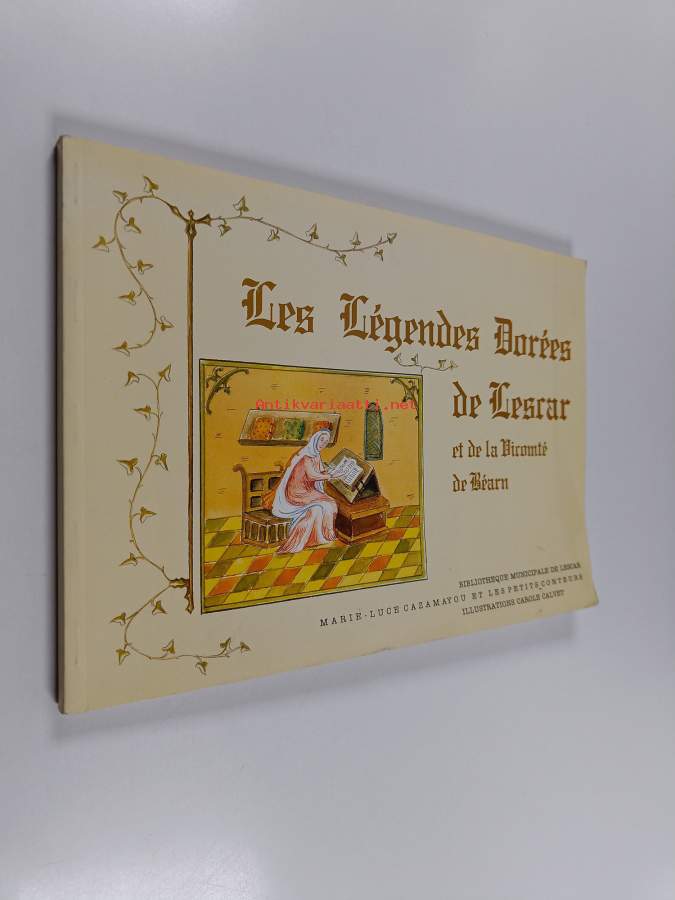 Les Légendes Dorées
de Lescar
et de la Vicomté
de Béarn
Antikvariaatti.net
BIBLIOTHEQUE MUNICIPALE DE LESCAR
MARIE-LUCE CAZAMAYOU ET LES PETITS CONTEURS
ILLUSTRATIONS CAROLE CALVET